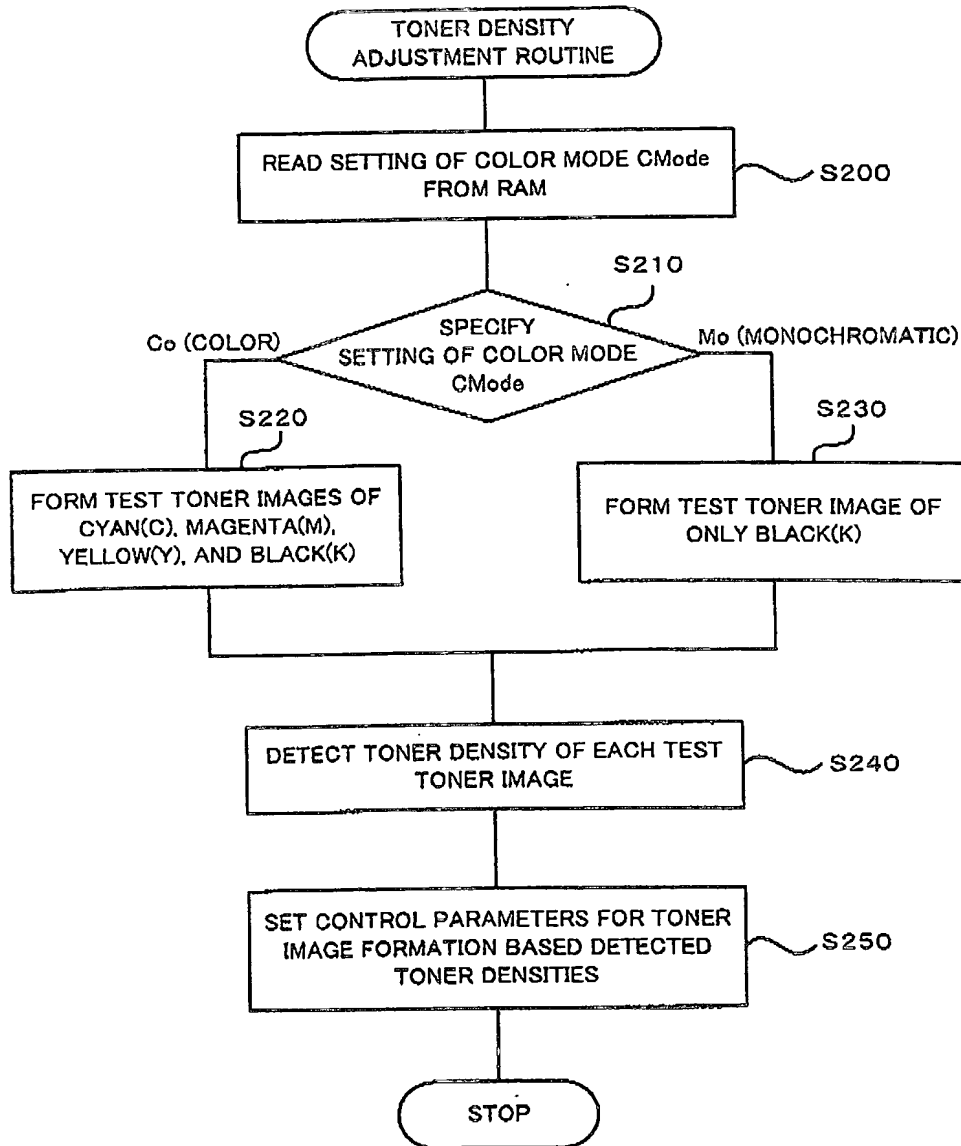 TONER DENSITY
ADJUSTMENT ROUTINE
READ SETTING OF COLOR MODE CMode
FROM RAM
S200
S210
SPECIFY
SETTING OF COLOR MODE
CMode
Co (COLOR)
Mo (MONOCHROMATIC)
S220
FORM TEST TONER IMAGES OF
CYAN(C), MAGENTA(M),
YELLOW(Y), AND BLACK(K)
S230
FORM TEST TONER IMAGE OF
ONLY BLACK(K)
DETECT TONER DENSITY OF EACH TEST
TONER IMAGE
S240
SET CONTROL PARAMETERS FOR TONER
IMAGE FORMATION BASED DETECTED
TONER DENSITIES
S250
STOP